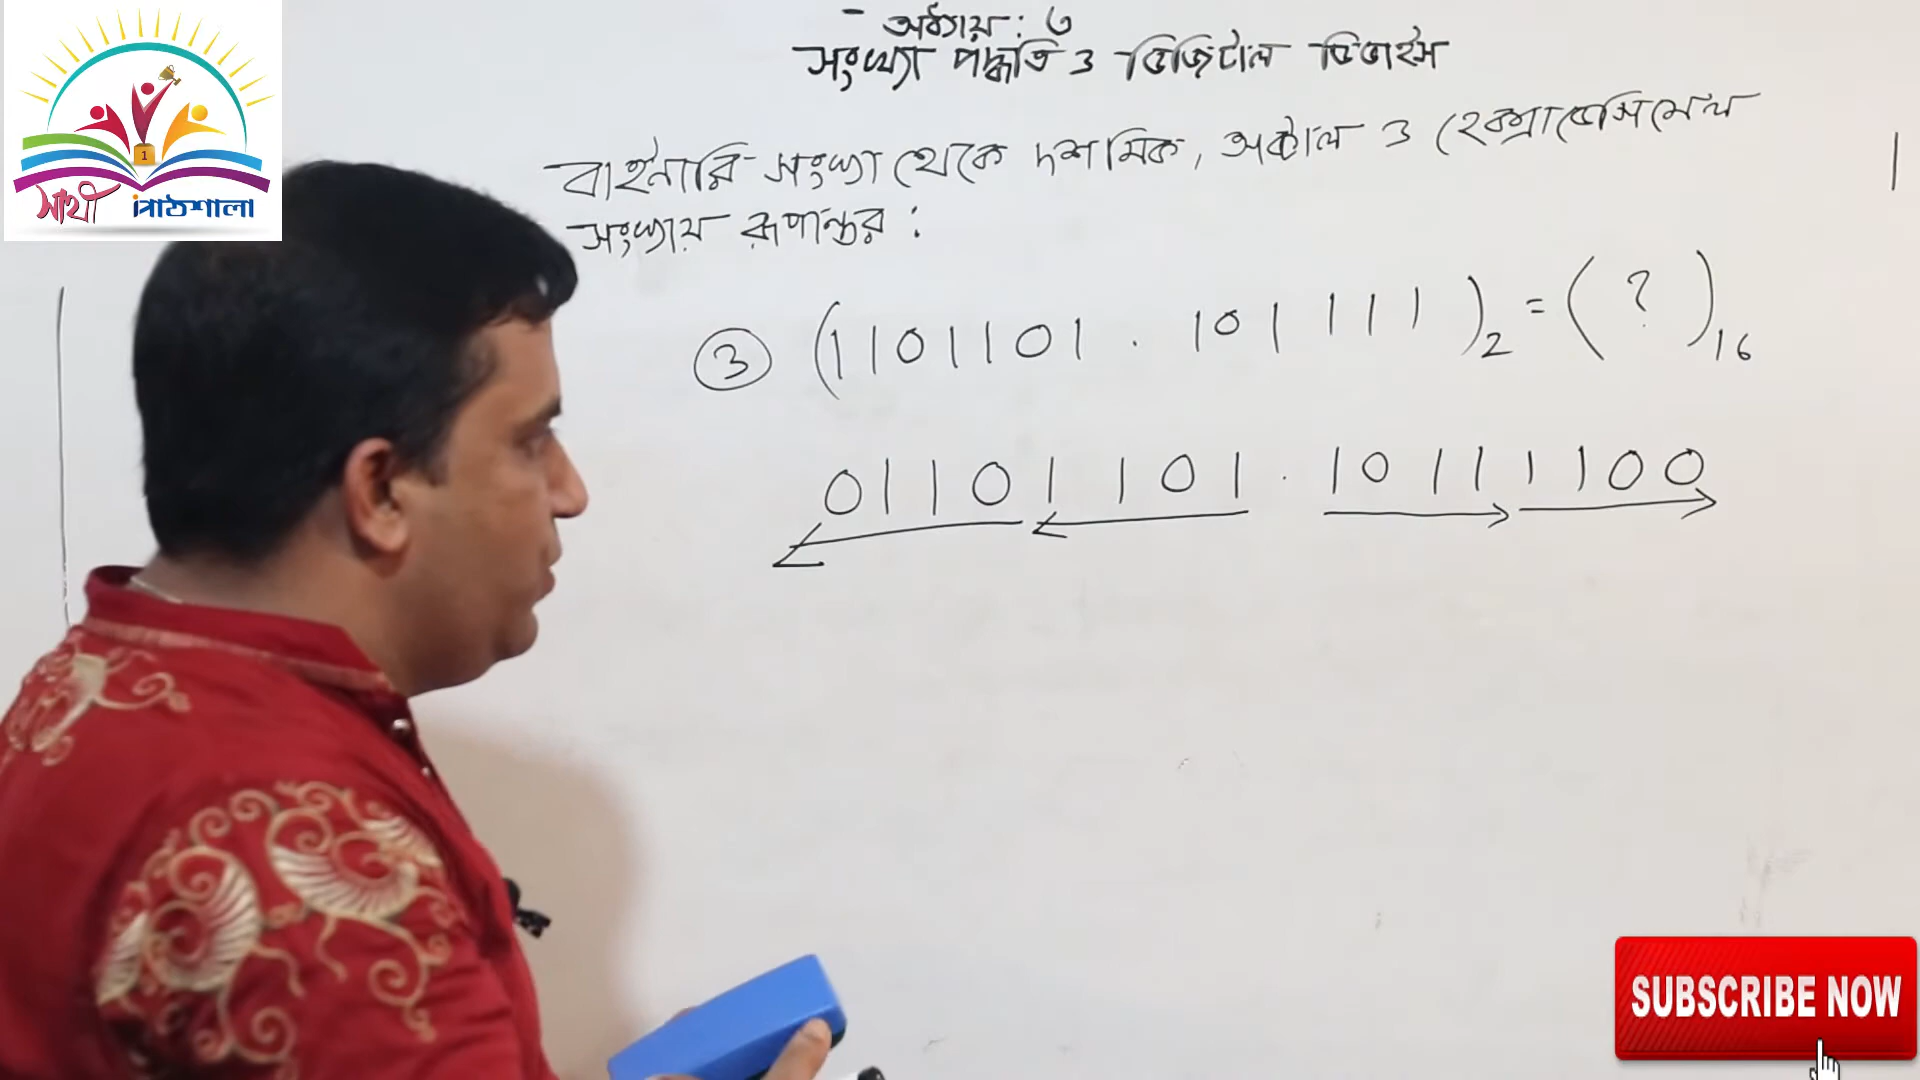 সাথী পাঠশালা
1
অধ্যায় : ৩
সংখ্যা পদ্ধতি ও ডিজিটাল ডিভাইস
বাইনারি সংখ্যা থেকে দশমিক, অক্টাল ও হেক্সাডেসিমেল
সংখ্যায় রূপান্তর :
③ (1101101 . 101111)₂ = ( ? )₁₆
01101101 . 10111100
SUBSCRIBE NOW